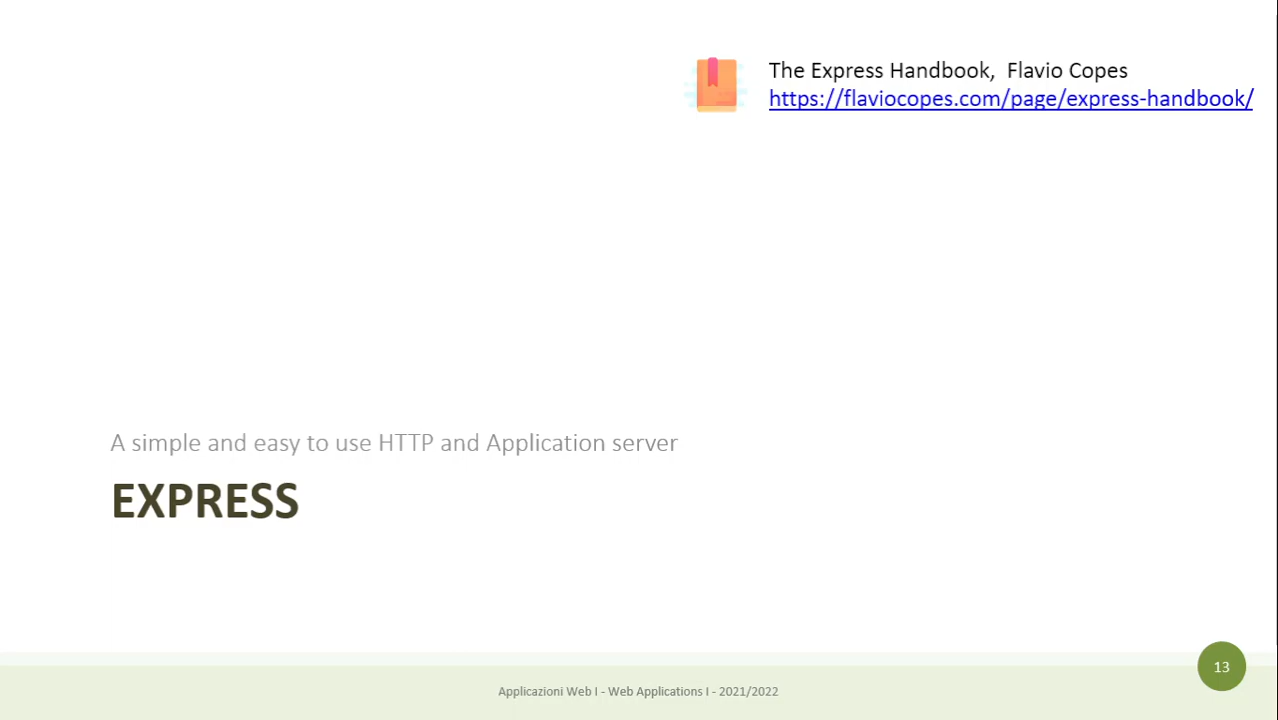 The Express Handbook, Flavio Copes
https://flaviocopes.com/page/express-handbook/
A simple and easy to use HTTP and Application server
EXPRESS
13
Applicazioni Web I - Web Applications I - 2021/2022